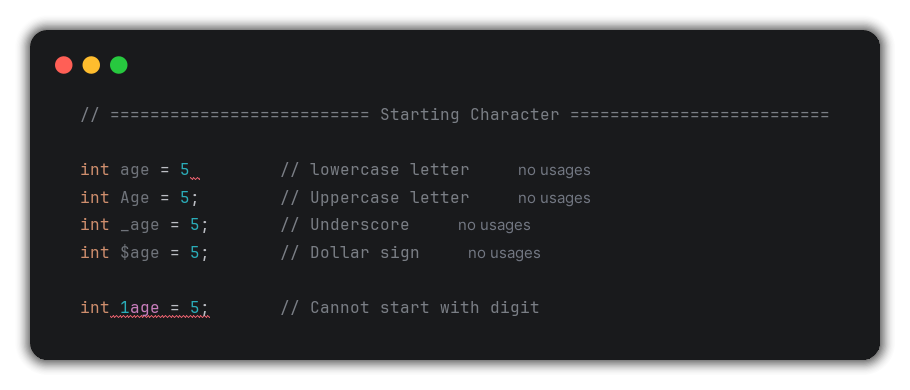 // ========================== Starting Character ==========================
int age = 5 // lowercase letter no usages
int Age = 5; // Uppercase letter no usages
int _age = 5; // Underscore no usages
int $age = 5; // Dollar sign no usages
int 1age = 5; // Cannot start with digit